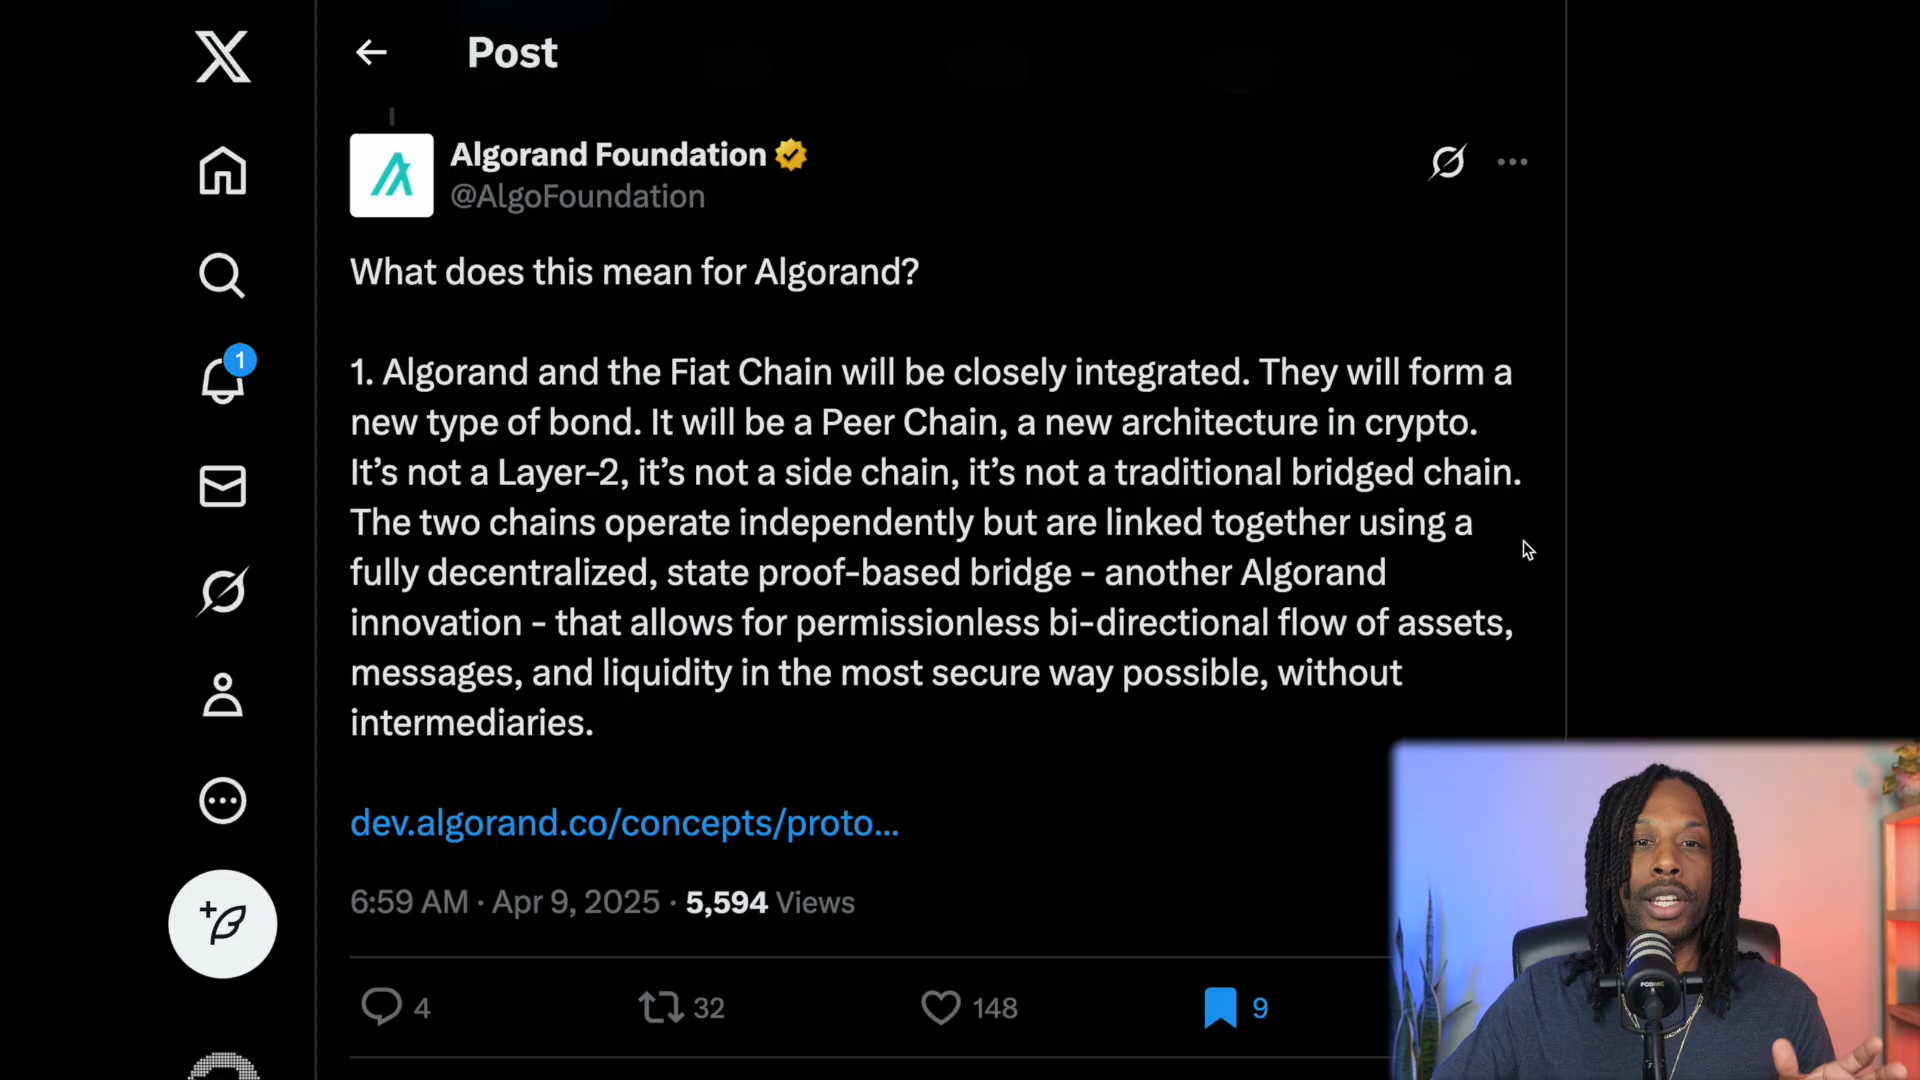 Post
Algorand Foundation
@AlgoFoundation
What does this mean for Algorand?
1. Algorand and the Fiat Chain will be closely integrated. They will form a
new type of bond. It will be a Peer Chain, a new architecture in crypto.
It’s not a Layer-2, it’s not a side chain, it’s not a traditional bridged chain.
The two chains operate independently but are linked together using a
fully decentralized, state proof-based bridge - another Algorand
innovation - that allows for permissionless bi-directional flow of assets,
messages, and liquidity in the most secure way possible, without
intermediaries.
dev.algorand.co/concepts/proto...
6:59 AM · Apr 9, 2025 · 5,594 Views
4 32 148 9
1
PODMIC